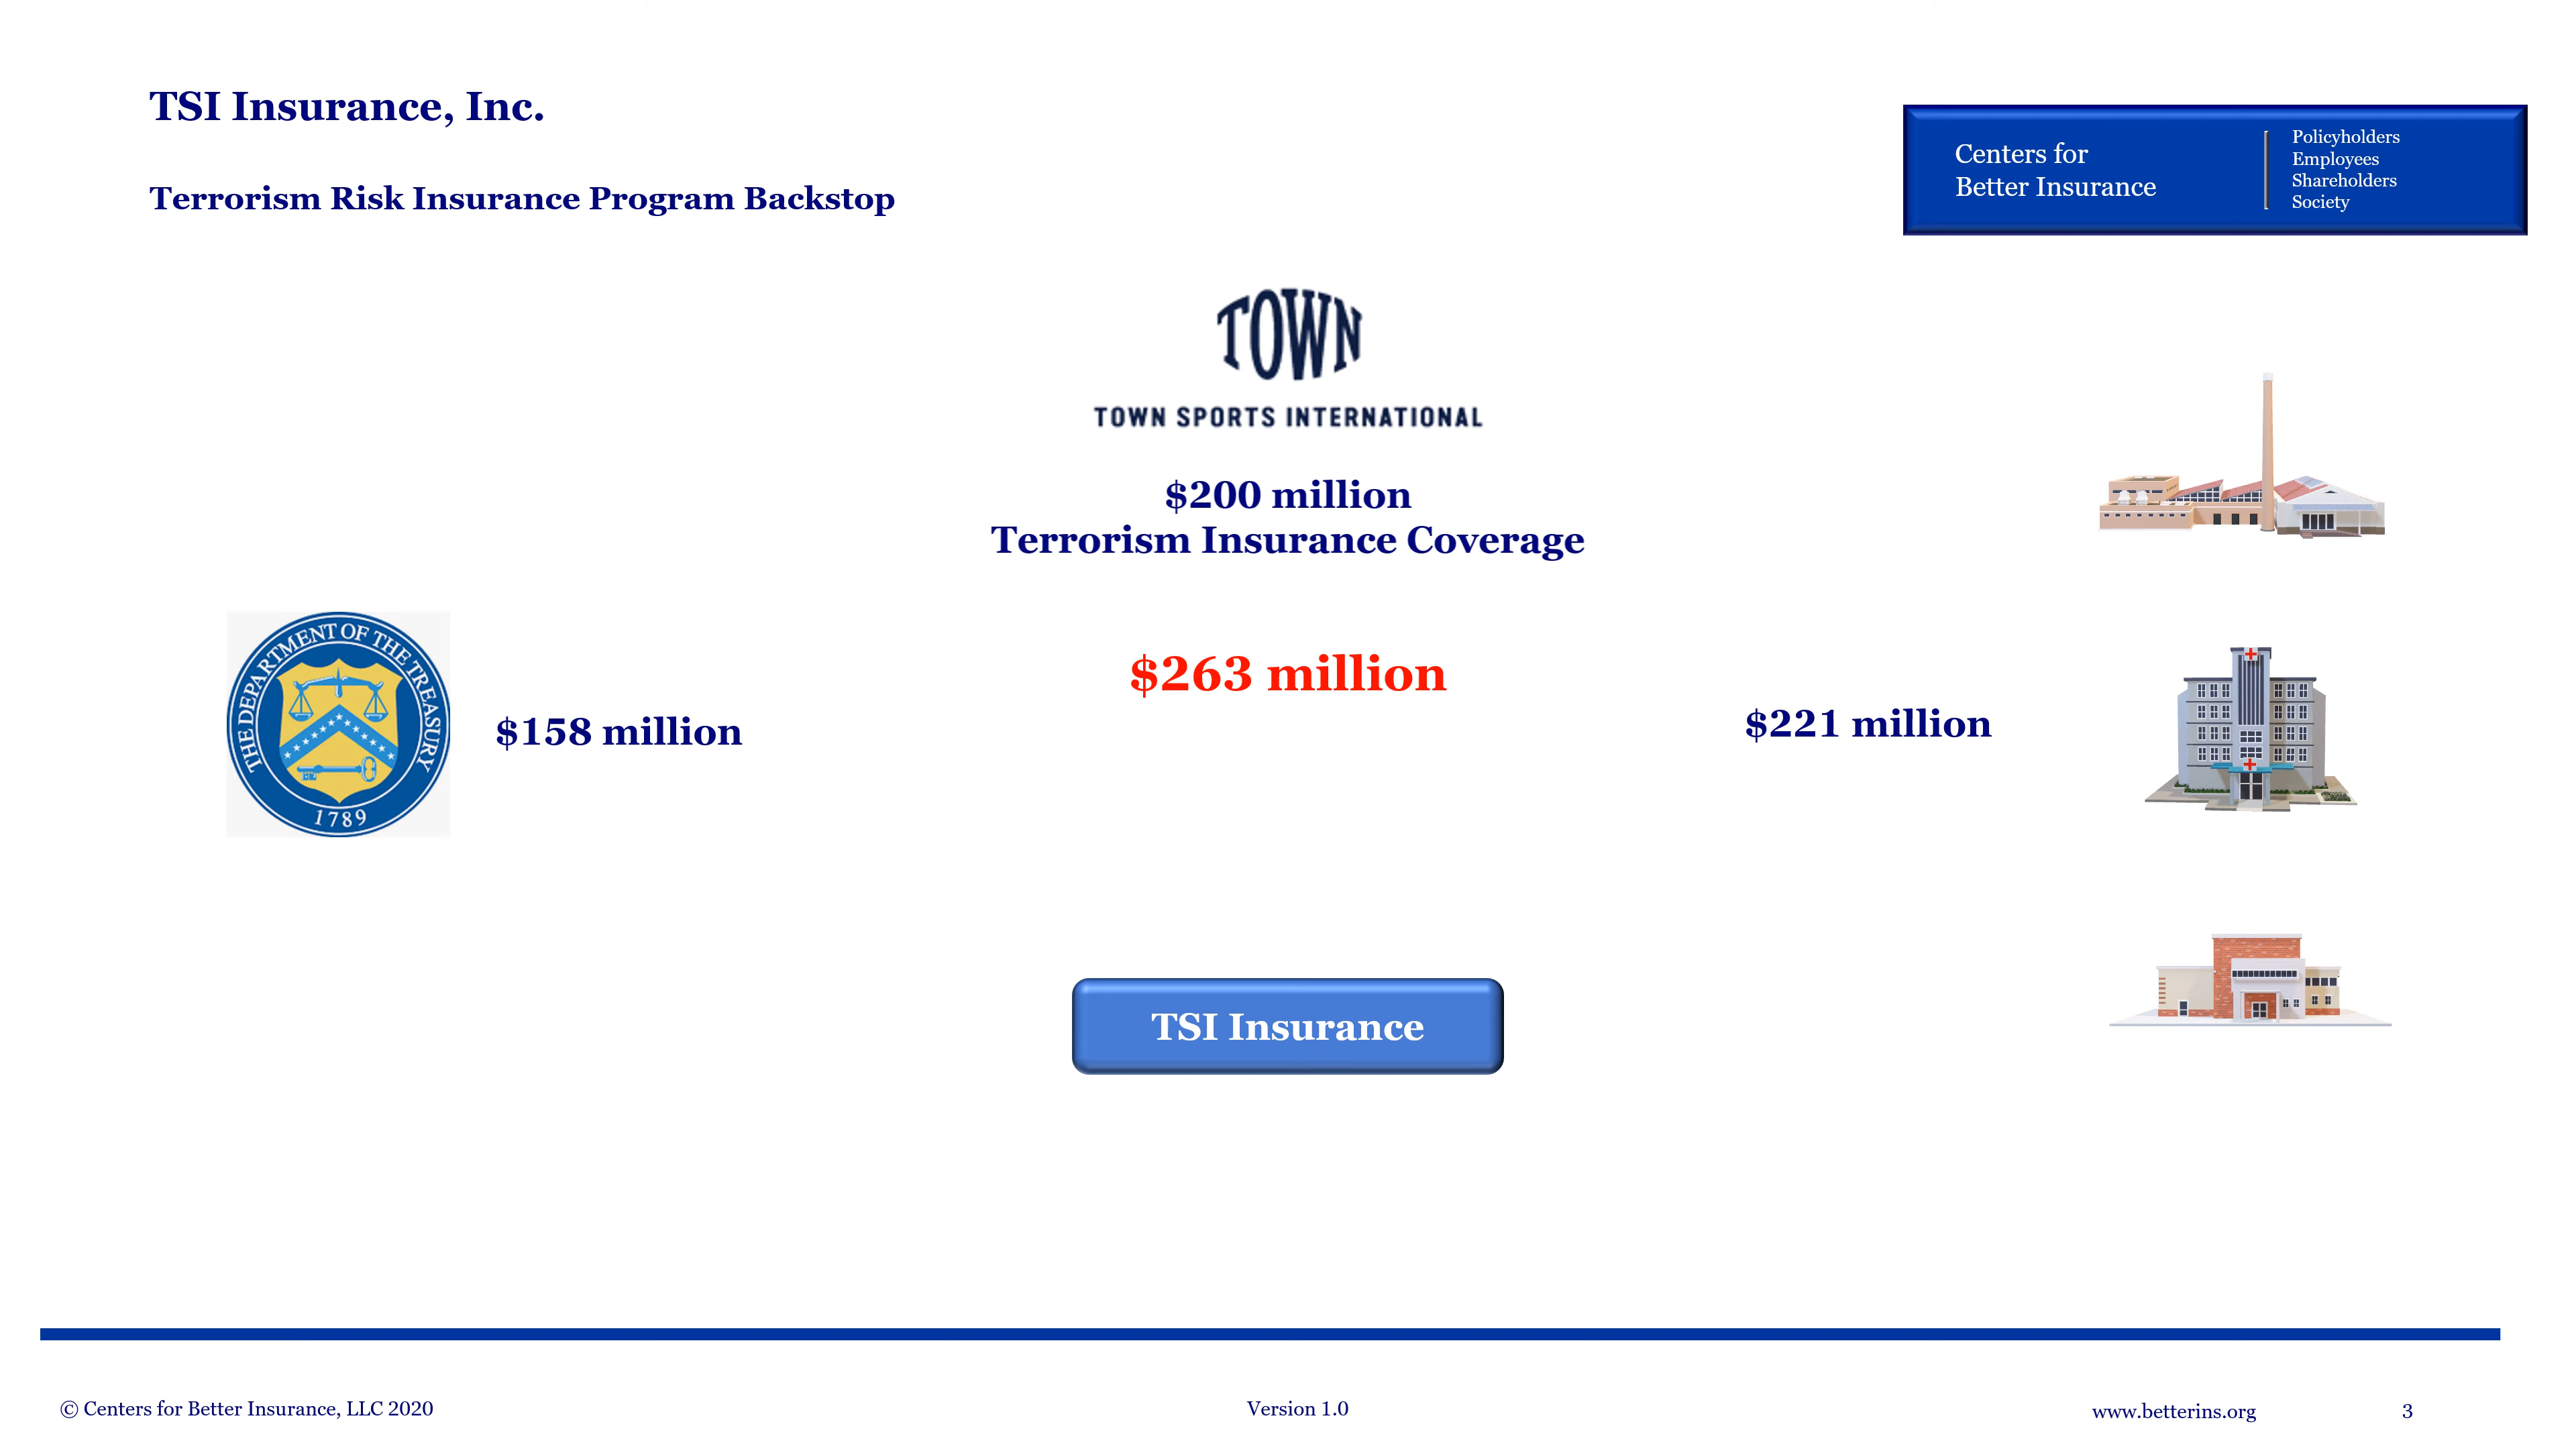 TSI Insurance, Inc.
Terrorism Risk Insurance Program Backstop
Centers for
Better Insurance
Policyholders
Employees
Shareholders
Society
TOWN
TOWN SPORTS INTERNATIONAL
$200 million
Terrorism Insurance Coverage
$263 million
THE DEPARTMENT OF THE TREASURY
1789
$158 million
$221 million
TSI Insurance
© Centers for Better Insurance, LLC 2020
Version 1.0
www.betterins.org
3